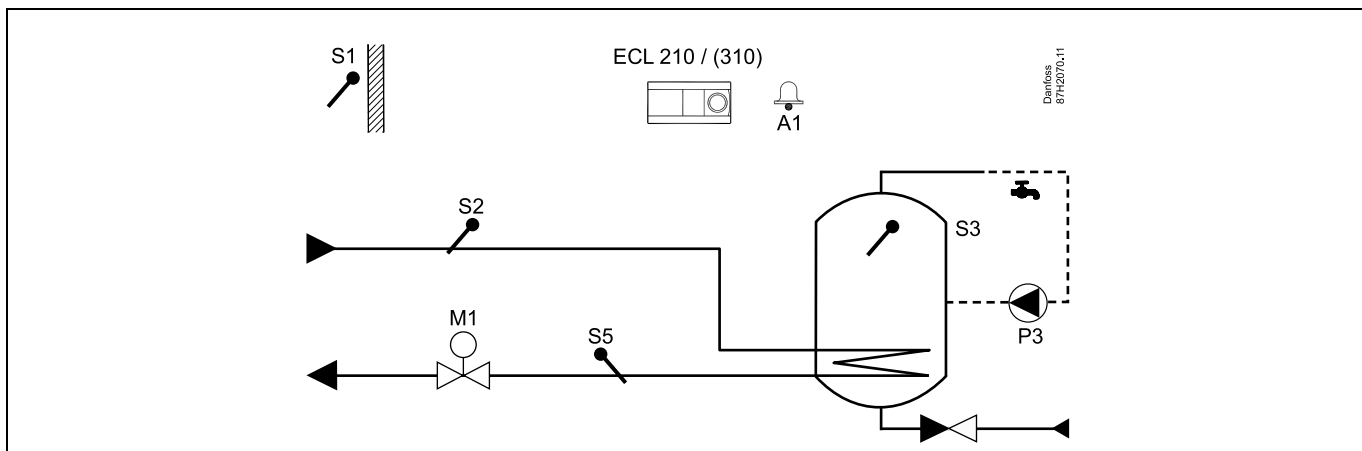 S1
ECL 210 / (310)
A1
Danfoss
87H2070.11
S2
S3
M1
S5
P3